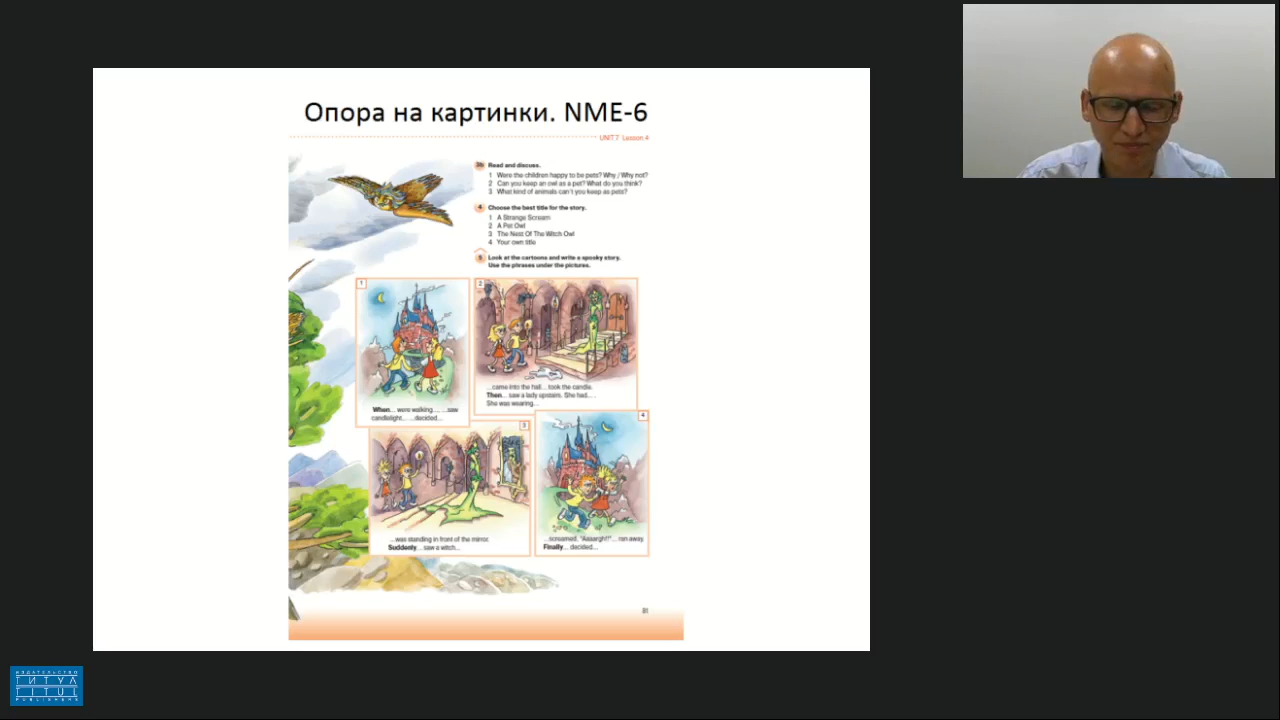 Опора на картинки. NME-6
UNIT 7 Lesson 4
3b Read and discuss.
1 Were the children happy to be pets? Why / Why not?
2 Can you keep an owl as a pet? What do you think?
3 What kind of animals can't you keep as pets?
4 Choose the best title for the story.
1 A Strange Scream
2 A Pet Owl
3 The Nest Of The Witch Owl
4 Your own title
5 Look at the cartoons and write a spooky story.
Use the phrases under the pictures.
1
When... were walking... ...saw
candlelight... ...decided...
2
...came into the hall... took the candle.
Then... saw a lady upstairs. She had... .
She was wearing...
3
...was standing in front of the mirror.
Suddenly... saw a witch...
4
...screamed, "Aaaargh!!"... ran away.
Finally... decided...
81
ИЗДАТЕЛЬСТВО
ТИТУЛ
TITUL
PUBLISHERS